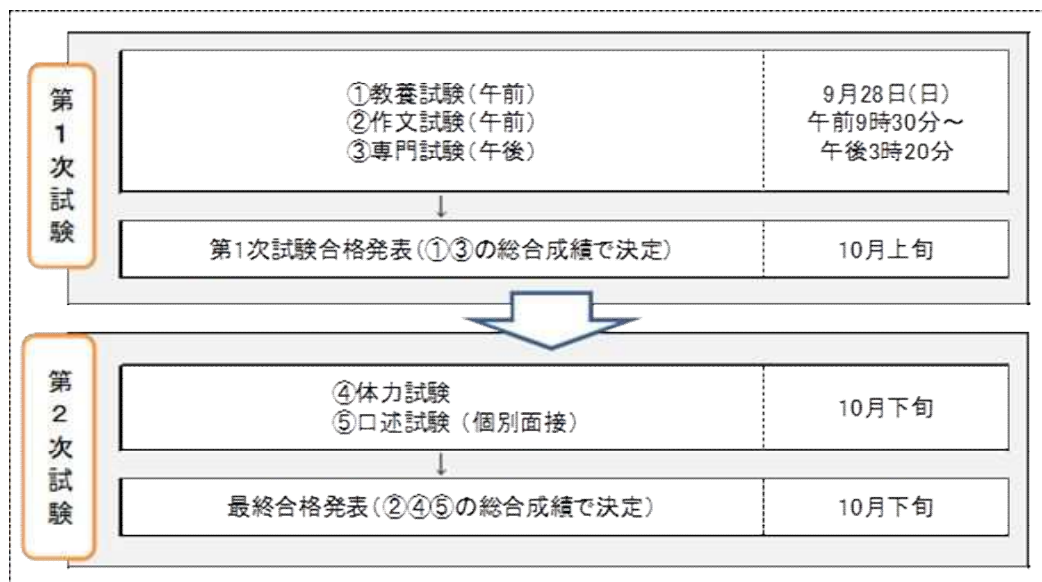 第1次試験
①教養試験(午前)
②作文試験(午前)
③専門試験(午後)
9月28日(日)
午前9時30分～
午後3時20分
↓
第1次試験合格発表(①③の総合成績で決定)
10月上旬
第2次試験
④体力試験
⑤口述試験(個別面接)
10月下旬
↓
最終合格発表(②④⑤の総合成績で決定)
10月下旬